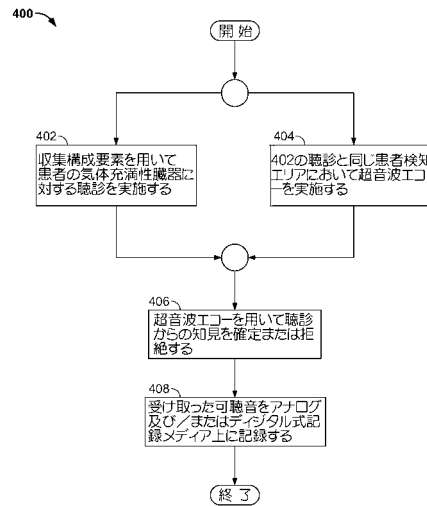 400
開 始
402
収集構成要素を用いて
患者の気体充満性臓器に
対する聴診を実施する
404
402の聴診と同じ患者検知
エリアにおいて超音波エコ
ーを実施する
406
超音波エコーを用いて聴診
からの知見を確定または拒
絶する
408
受け取った可聴音をアナログ
及び／またはディジタル式記
録メディア上に記録する
終 了